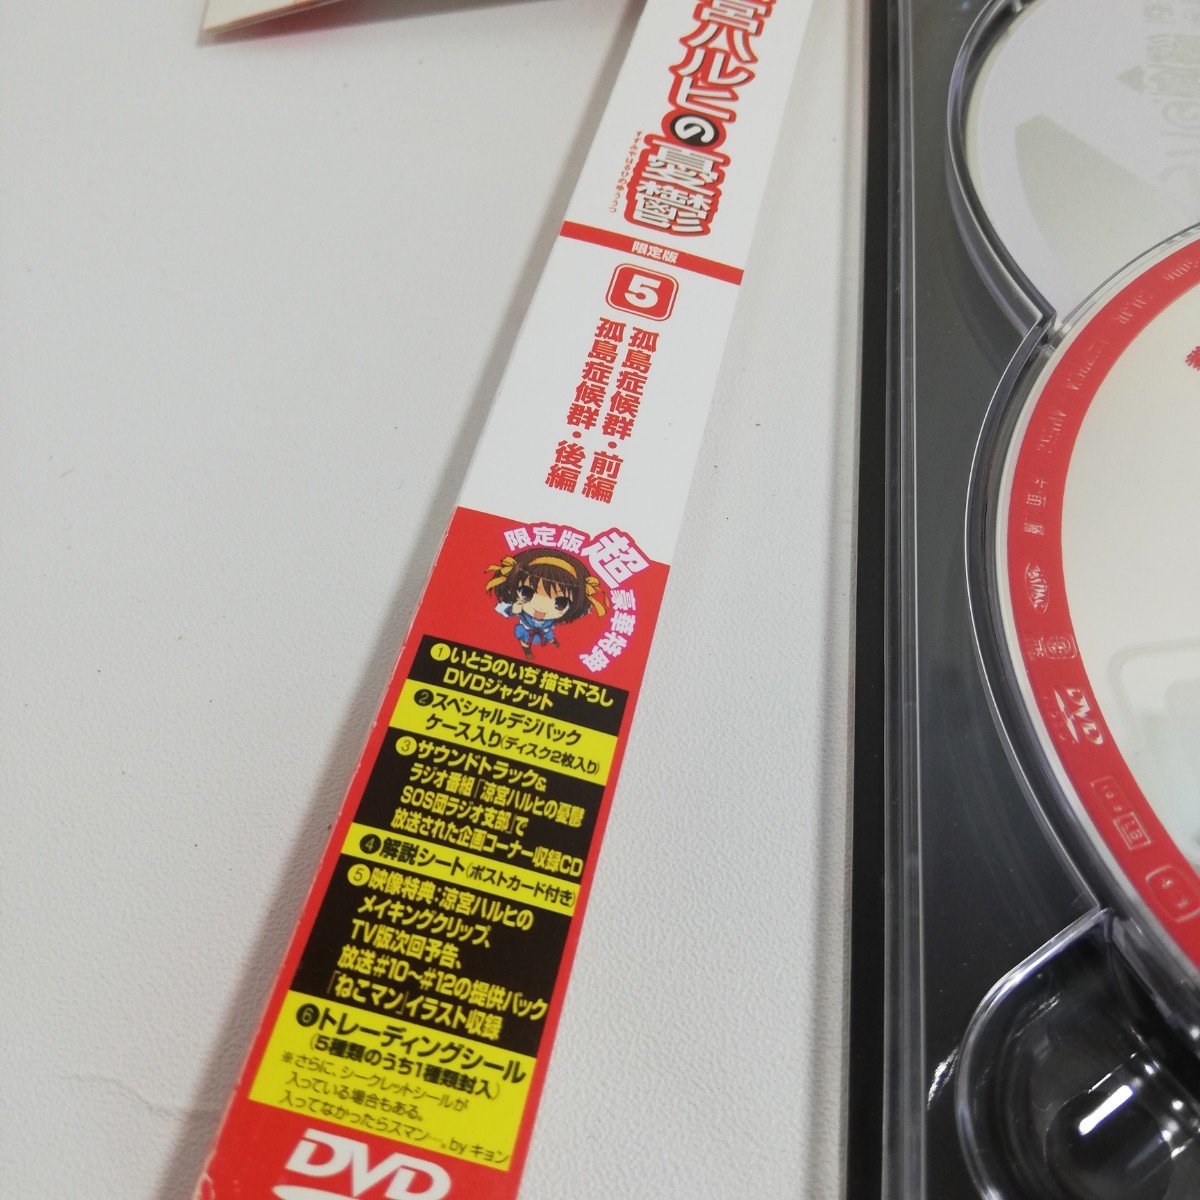 宮ハルヒの憂鬱
すずみやはるひのゆううつ
限定版
5
孤島症候群・前編
孤島症候群・後編
限定版 超 豪華特典
①いとうのいぢ 描き下ろし
DVDジャケット
②スペシャルデジパック
ケース入り(ディスク2枚入り)
③サウンドトラック&
ラジオ番組「涼宮ハルヒの憂鬱
SOS団ラジオ支部」で
放送された企画コーナー収録CD
④解説シート(ポストカード付き)
⑤映像特典:涼宮ハルヒの
メイキングクリップ、
TV版次回予告、
放送#10〜#12の提供バック
「ねこマン」イラスト収録
⑥トレーディングシール
(5種類のうち1種類封入)
※さらに、シークレットシールが
入っている場合もある。
入ってなかったらスマン…。by キョン
DVD
DVD